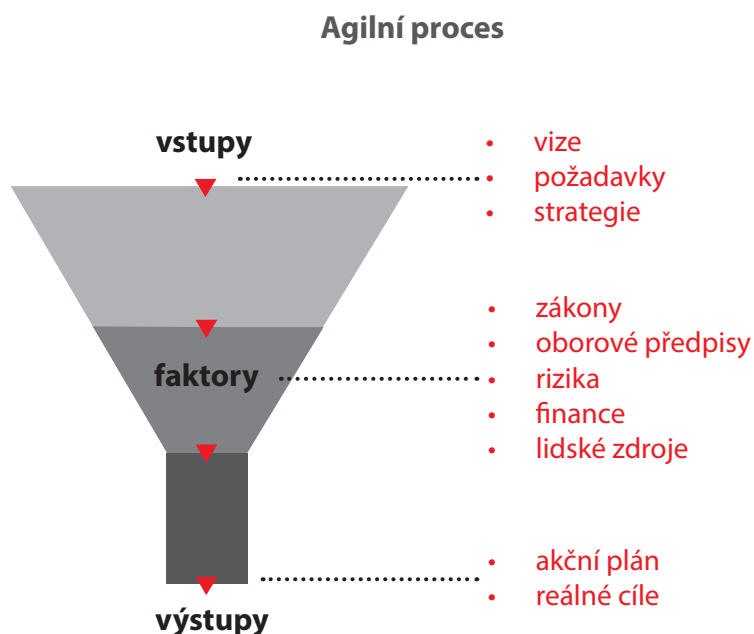 Agilní proces
vstupy
• vize
• požadavky
• strategie
faktory
• zákony
• oborové předpisy
• rizika
• finance
• lidské zdroje
výstupy
• akční plán
• reálné cíle